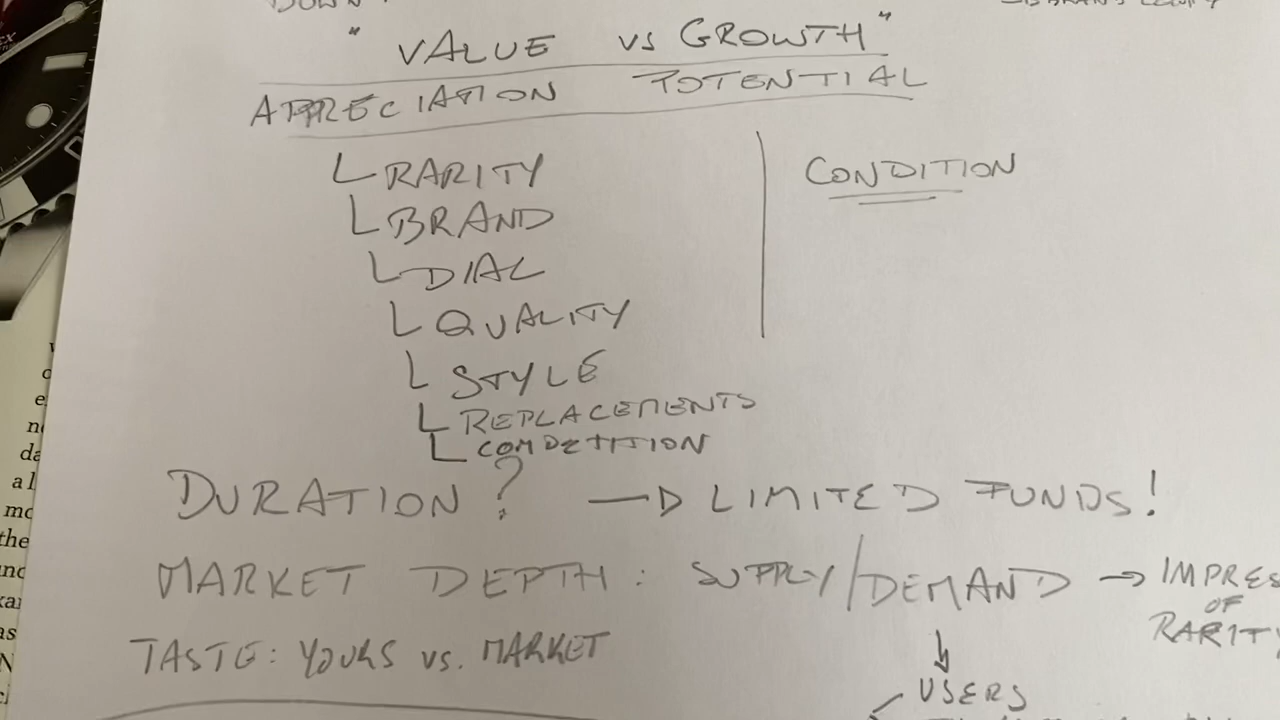 DOWN
" VALUE vs GROWTH"
APPRECIATION POTENTIAL
RARITY
CONDITION
BRAND
DIAL
QUALITY
STYLE
REPLACEMENTS
COMPETITION
DURATION? → LIMITED FUNDS!
MARKET DEPTH: SUPPLY/DEMAND → IMPRES
OF
RARITY
TASTE: YOURS vs. MARKET
USERS